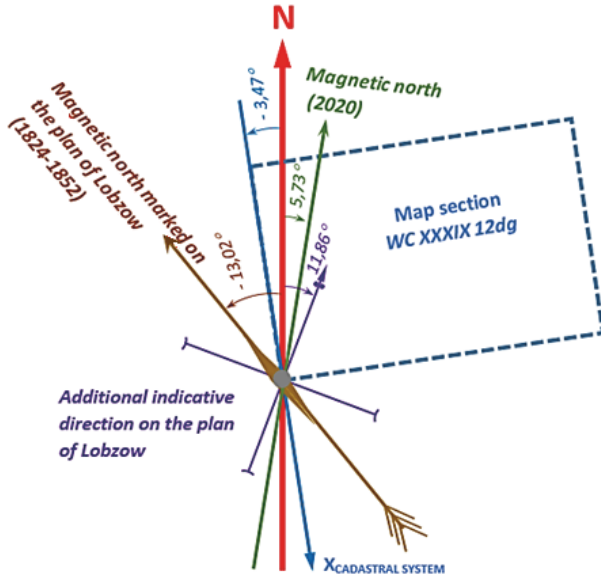 N
Magnetic north
(2020)
- 3,47°
5,73°
11,86°
- 13,02°
Magnetic north marked on
the plan of Lobzow
(1824-1852)
Map section
WC XXXIX 12dg
Additional indicative
direction on the plan
of Lobzow
XCADASTRAL SYSTEM